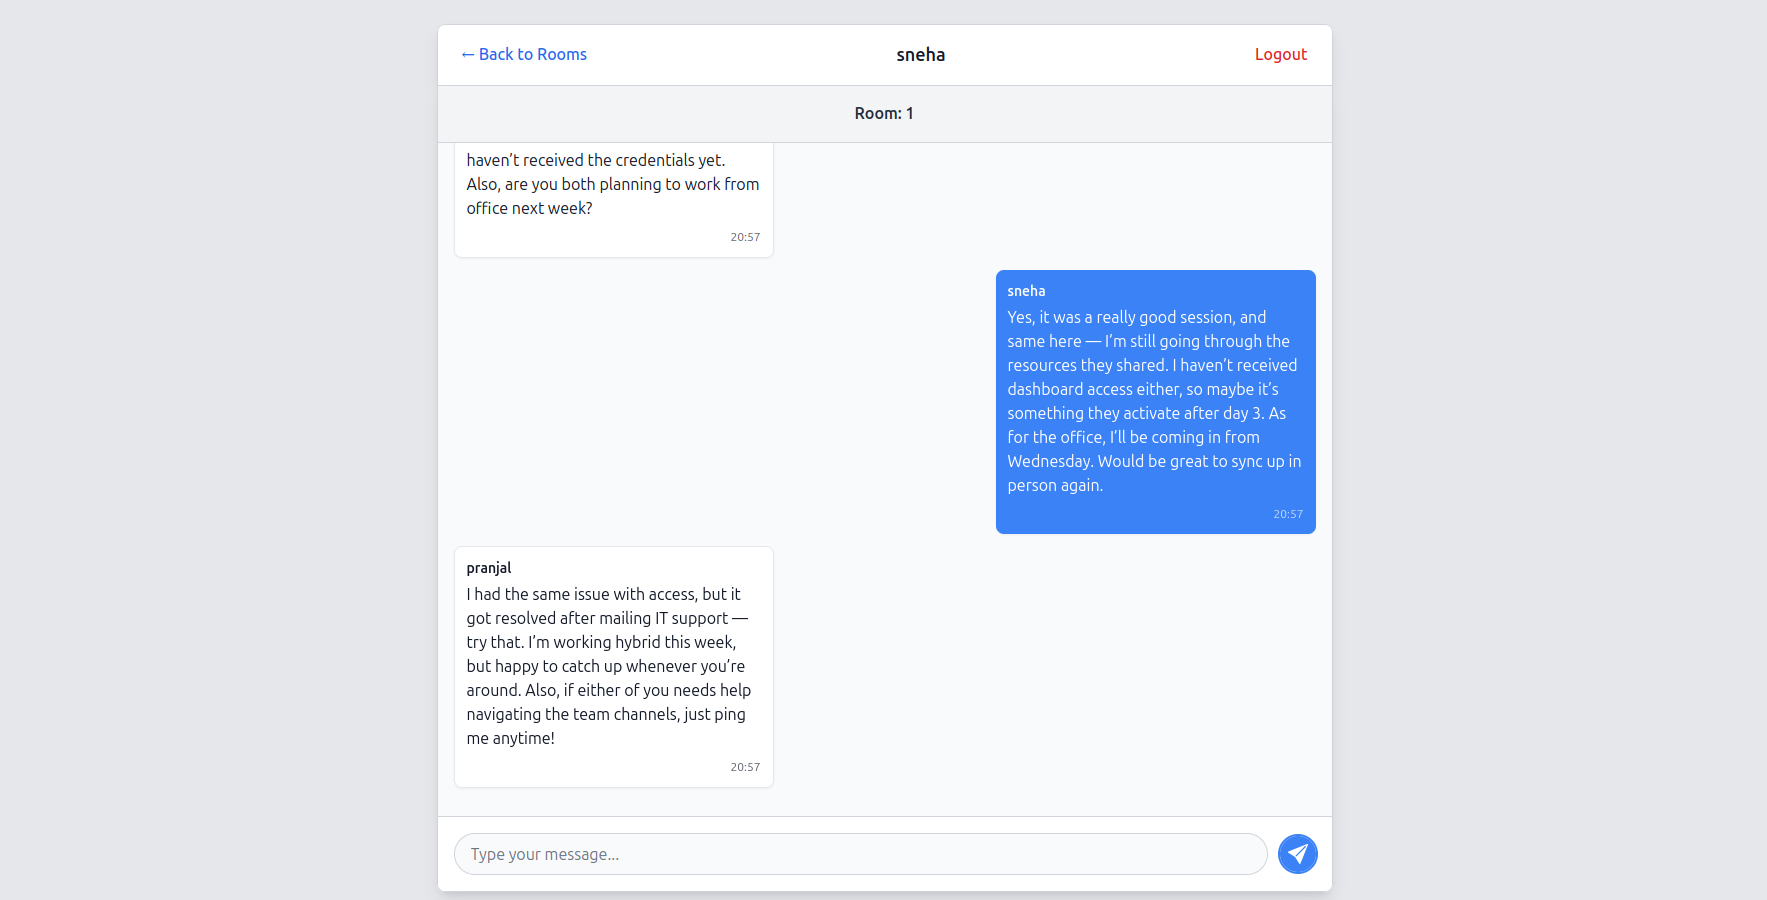 ← Back to Rooms
sneha
Logout
Room: 1
haven’t received the credentials yet.
Also, are you both planning to work from
office next week?
20:57
sneha
Yes, it was a really good session, and
same here — I’m still going through the
resources they shared. I haven’t received
dashboard access either, so maybe it’s
something they activate after day 3. As
for the office, I’ll be coming in from
Wednesday. Would be great to sync up in
person again.
20:57
pranjal
I had the same issue with access, but it
got resolved after mailing IT support —
try that. I’m working hybrid this week,
but happy to catch up whenever you’re
around. Also, if either of you needs help
navigating the team channels, just ping
me anytime!
20:57
Type your message...